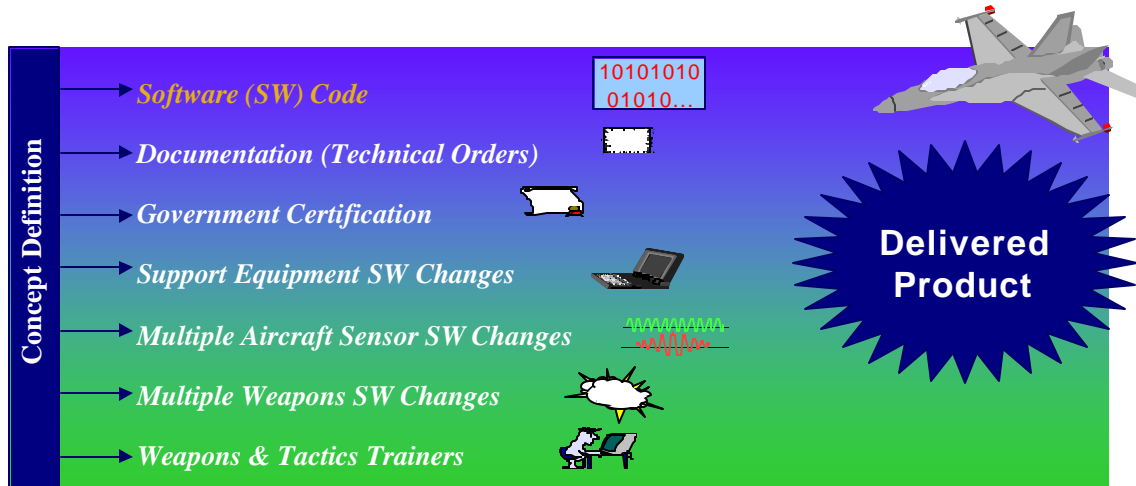 Concept Definition
Software (SW) Code
10101010
01010...
Documentation (Technical Orders)
Government Certification
Support Equipment SW Changes
Multiple Aircraft Sensor SW Changes
Multiple Weapons SW Changes
Weapons & Tactics Trainers
Delivered
Product